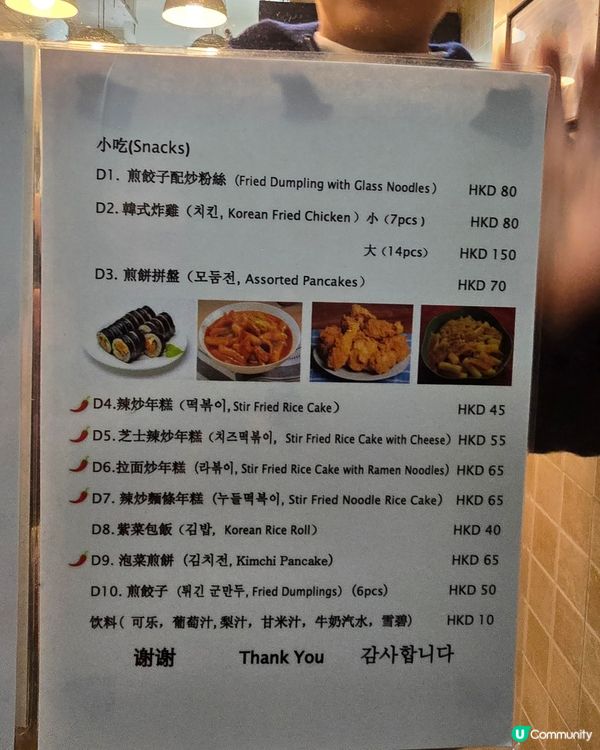 小吃(Snacks)
D1. 煎餃子配炒粉絲 (Fried Dumpling with Glass Noodles) HKD 80
D2. 韓式炸雞 (치킨, Korean Fried Chicken) 小 (7pcs) HKD 80
大 (14pcs) HKD 150
D3. 煎餅拼盤 (모둠전, Assorted Pancakes) HKD 70
D4.辣炒年糕 (떡볶이, Stir Fried Rice Cake) HKD 45
D5. 芝士辣炒年糕 (치즈떡볶이, Stir Fried Rice Cake with Cheese) HKD 55
D6.拉面炒年糕 (라볶이, Stir Fried Rice Cake with Ramen Noodles) HKD 65
D7. 辣炒麵條年糕 (누들떡볶이, Stir Fried Noodle Rice Cake) HKD 65
D8. 紫菜包飯 (김밥, Korean Rice Roll) HKD 40
D9. 泡菜煎餅 (김치전, Kimchi Pancake) HKD 65
D10. 煎餃子 (튀긴 군만두, Fried Dumplings) (6pcs) HKD 50
饮料( 可乐，葡萄汁,梨汁，甘米汁，牛奶汽水，雪碧) HKD 10
谢谢 Thank You 감사합니다
U Community